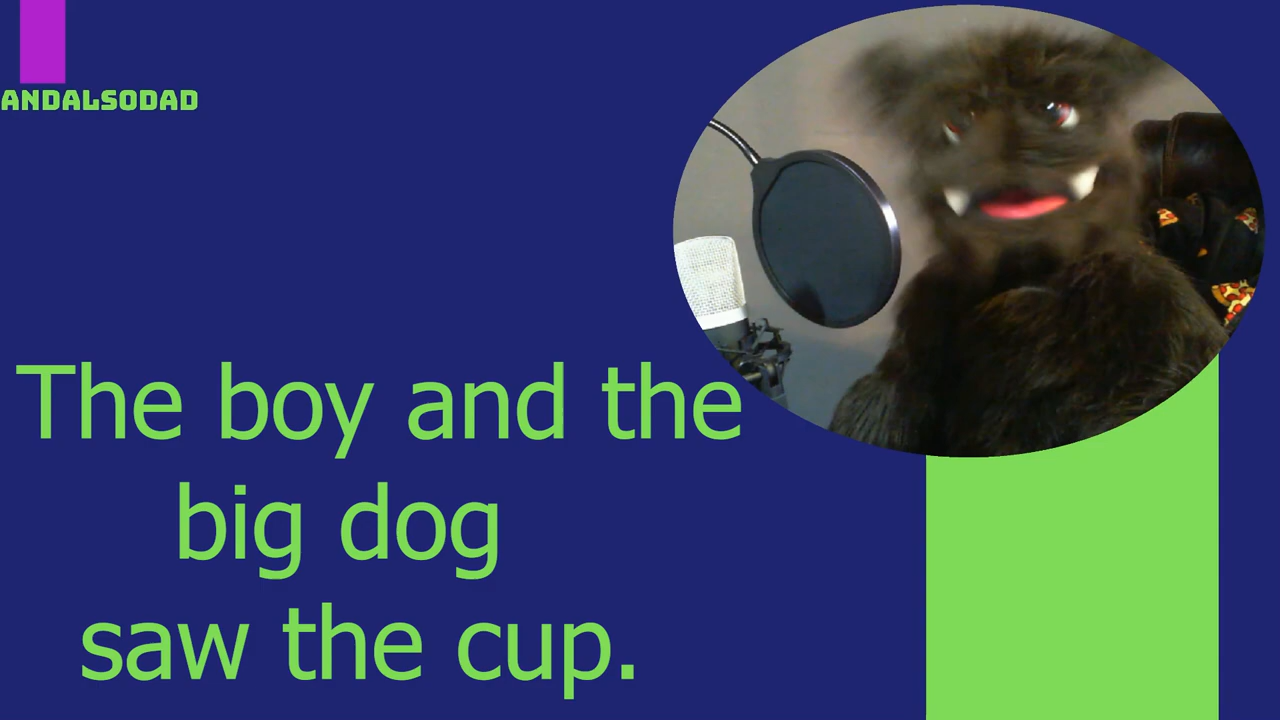 ANDALSODAD
The boy and the
big dog
saw the cup.